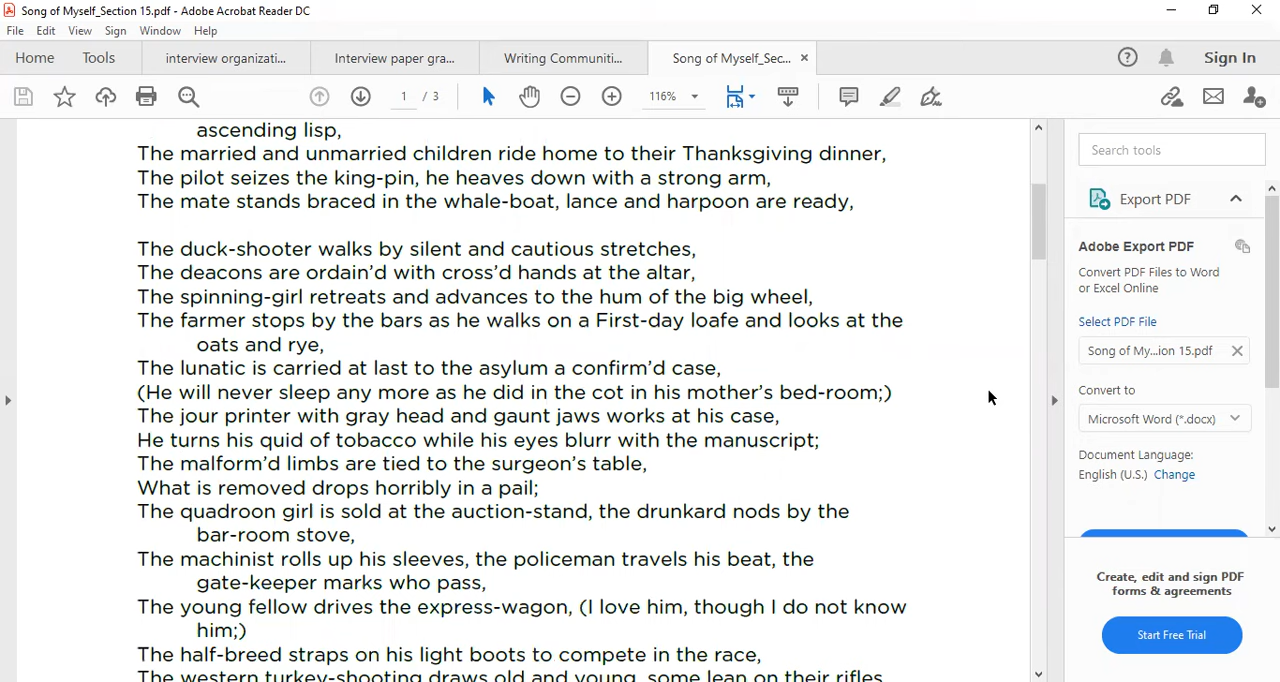 Song of Myself_Section 15.pdf - Adobe Acrobat Reader DC
File Edit View Sign Window Help
Home Tools interview organizati... Interview paper gra... Writing Communiti... Song of Myself_Sec... × Sign In
1 / 3 116%
ascending lisp,
The married and unmarried children ride home to their Thanksgiving dinner,
The pilot seizes the king-pin, he heaves down with a strong arm,
The mate stands braced in the whale-boat, lance and harpoon are ready,
The duck-shooter walks by silent and cautious stretches,
The deacons are ordain’d with cross’d hands at the altar,
The spinning-girl retreats and advances to the hum of the big wheel,
The farmer stops by the bars as he walks on a First-day loafe and looks at the
oats and rye,
The lunatic is carried at last to the asylum a confirm’d case,
(He will never sleep any more as he did in the cot in his mother’s bed-room;)
The jour printer with gray head and gaunt jaws works at his case,
He turns his quid of tobacco while his eyes blurr with the manuscript;
The malform’d limbs are tied to the surgeon’s table,
What is removed drops horribly in a pail;
The quadroon girl is sold at the auction-stand, the drunkard nods by the
bar-room stove,
The machinist rolls up his sleeves, the policeman travels his beat, the
gate-keeper marks who pass,
The young fellow drives the express-wagon, (I love him, though I do not know
him;)
The half-breed straps on his light boots to compete in the race,
The western turkey-shooting draws old and young, some lean on their rifles,
Search tools
Export PDF
Adobe Export PDF
Convert PDF Files to Word
or Excel Online
Select PDF File
Song of My...ion 15.pdf
Convert to
Microsoft Word (*.docx)
Document Language:
English (U.S.) Change
Create, edit and sign PDF
forms & agreements
Start Free Trial